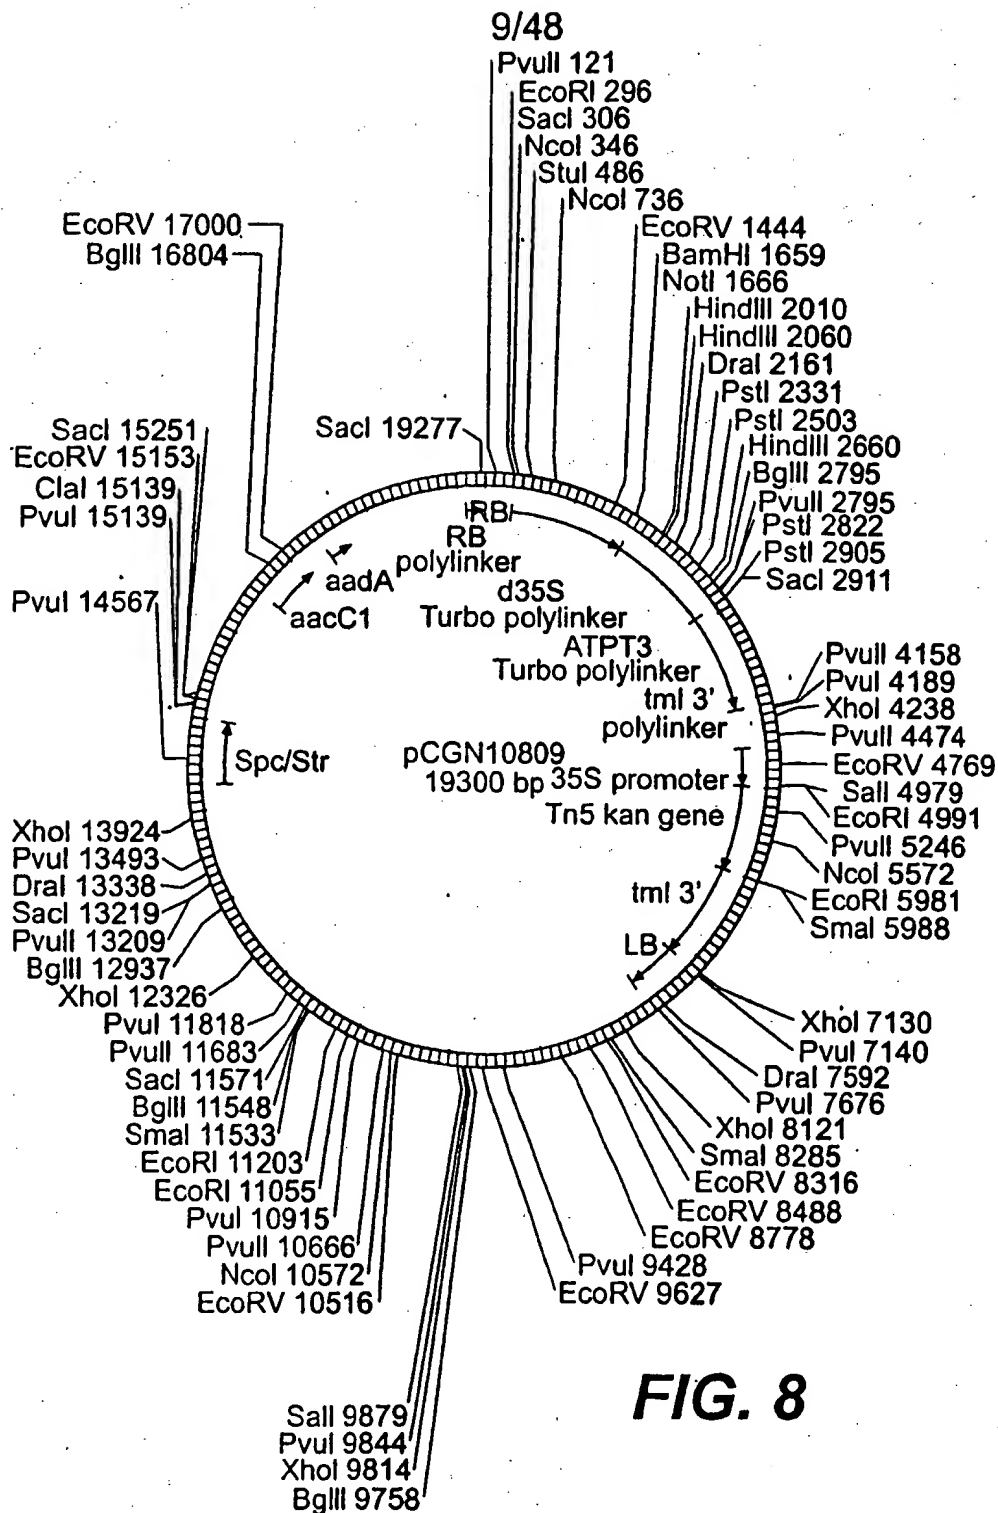 9/48
PvuII 121
EcoRI 296
SacI 306
NcoI 346
StuI 486
NcoI 736
EcoRV 1444
BamHI 1659
NotI 1666
HindIII 2010
HindIII 2060
DraI 2161
PstI 2331
PstI 2503
HindIII 2660
BglII 2795
PvuII 2795
PstI 2822
PstI 2905
SacI 2911
PvuII 4158
PvuI 4189
XhoI 4238
PvuII 4474
EcoRV 4769
SalI 4979
EcoRI 4991
PvuII 5246
NcoI 5572
EcoRI 5981
SmaI 5988
XhoI 7130
PvuI 7140
DraI 7592
PvuI 7676
XhoI 8121
SmaI 8285
EcoRV 8316
EcoRV 8488
EcoRV 8778
PvuI 9428
EcoRV 9627
BglII 9758
XhoI 9814
PvuI 9844
SalI 9879
EcoRV 10516
NcoI 10572
PvuII 10666
PvuI 10915
EcoRI 11055
EcoRI 11203
SmaI 11533
BglII 11548
SacI 11571
PvuII 11683
PvuI 11818
XhoI 12326
BglII 12937
PvuII 13209
SacI 13219
DraI 13338
PvuI 13493
XhoI 13924
PvuI 14567
PvuI 15139
ClaI 15139
EcoRV 15153
SacI 15251
BglII 16804
EcoRV 17000
SacI 19277
RB
RB
polylinker
d35S
Turbo polylinker
ATPT3
Turbo polylinker
tml 3'
polylinker
35S promoter
Tn5 kan gene
tml 3'
LB
Spc/Str
aacC1
aadA
pCGN10809
19300 bp
FIG. 8